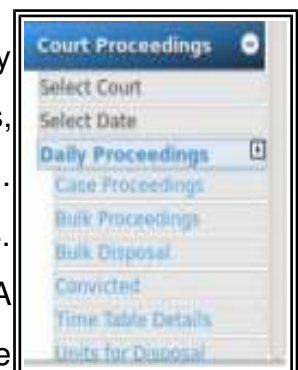 Court Proceedings
y
Select Court
s,
Select Date
Daily Proceedings
.
Case Proceedings
Bulk Proceedings
.
Bulk Disposal
Convicted
A
Time Table Details
e
Units for Disposal